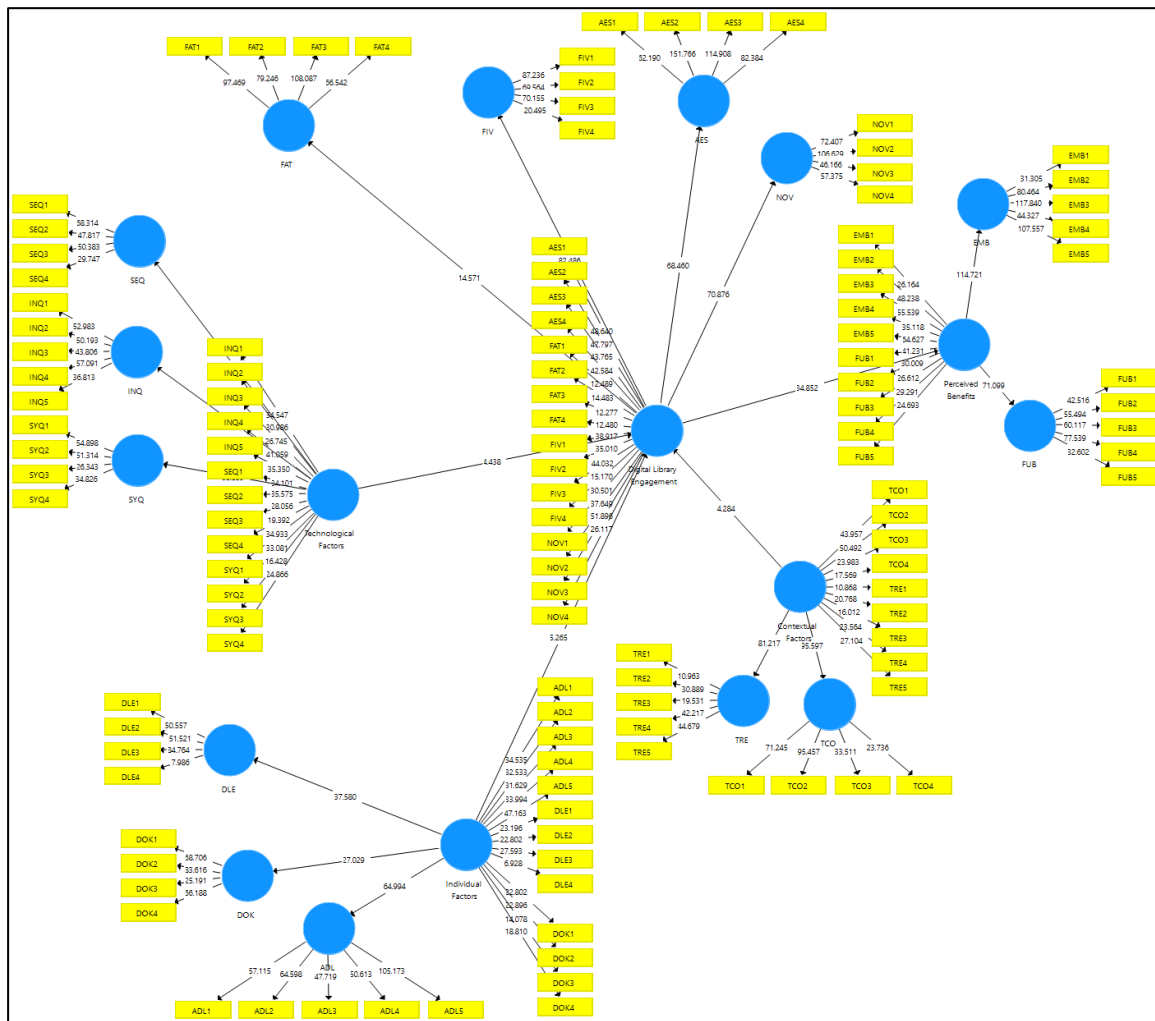 AES1
AES2
AES3
AES4
52.190
151.766
114.908
82.384
AES
FAT1
FAT2
FAT3
FAT4
97.469
79.246
108.087
56.542
FAT
FIV1
FIV2
FIV3
FIV4
87.236
69.564
70.155
20.495
FIV
NOV1
NOV2
NOV3
NOV4
72.407
106.629
46.166
57.375
NOV
EMB1
EMB2
EMB3
EMB4
EMB5
31.305
80.464
117.840
44.327
107.557
EMB
SEQ1
SEQ2
SEQ3
SEQ4
58.314
47.817
50.383
29.747
SEQ
INQ1
INQ2
INQ3
INQ4
INQ5
52.983
50.193
43.806
57.091
36.813
INQ
SYQ1
SYQ2
SYQ3
SYQ4
54.898
51.314
26.343
34.826
SYQ
14.571
82.486
68.460
70.876
114.721
71.099
34.852
4.438
4.284
5.265
AES1
AES2
AES3
AES4
FAT1
FAT2
FAT3
FAT4
FIV1
FIV2
FIV3
FIV4
NOV1
NOV2
NOV3
NOV4
48.640
47.797
43.765
42.584
12.489
14.483
12.277
12.480
38.917
35.010
44.032
15.170
30.501
37.649
51.896
26.117
Digital Library
Engagement
EMB1
EMB2
EMB3
EMB4
EMB5
FUB1
FUB2
FUB3
FUB4
FUB5
26.164
48.238
55.539
35.118
54.627
41.231
30.009
26.612
29.291
24.693
Perceived
Benefits
FUB1
FUB2
FUB3
FUB4
FUB5
42.516
55.494
60.117
77.539
32.602
FUB
INQ1
INQ2
INQ3
INQ4
INQ5
SEQ1
SEQ2
SEQ3
SEQ4
SYQ1
SYQ2
SYQ3
SYQ4
30.986
26.745
41.059
35.350
34.101
35.575
28.056
19.392
34.933
33.081
16.428
24.866
Technological
Factors
TCO1
TCO2
TCO3
TCO4
TRE1
TRE2
TRE3
TRE4
TRE5
43.957
50.492
23.983
17.569
10.868
20.768
16.012
23.564
27.104
Contextual
Factors
81.217
TRE1
TRE2
TRE3
TRE4
TRE5
10.963
30.889
19.531
42.217
44.679
TRE
71.245
95.457
33.511
23.736
TCO
TCO1
TCO2
TCO3
TCO4
DLE1
DLE2
DLE3
DLE4
50.557
51.521
34.764
7.986
DLE
37.580
DOK1
DOK2
DOK3
DOK4
58.706
33.616
25.191
56.188
DOK
27.029
64.994
ADL1
ADL2
ADL3
ADL4
ADL5
DLE1
DLE2
DLE3
DLE4
DOK1
DOK2
DOK3
DOK4
34.535
32.533
31.629
33.994
47.163
23.196
22.802
27.593
6.928
22.896
14.078
18.810
Individual
Factors
ADL
57.115
64.598
47.719
50.613
105.173
ADL1
ADL2
ADL3
ADL4
ADL5